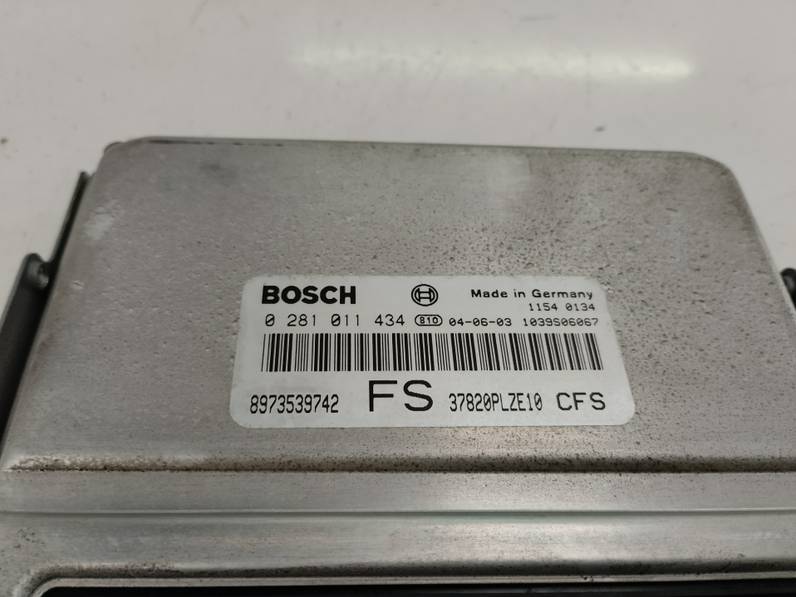 BOSCH Made in Germany
1154 0134
0 281 011 434 810 04-06-03 1039S06067
8973539742 FS 37820PLZE10 CFS